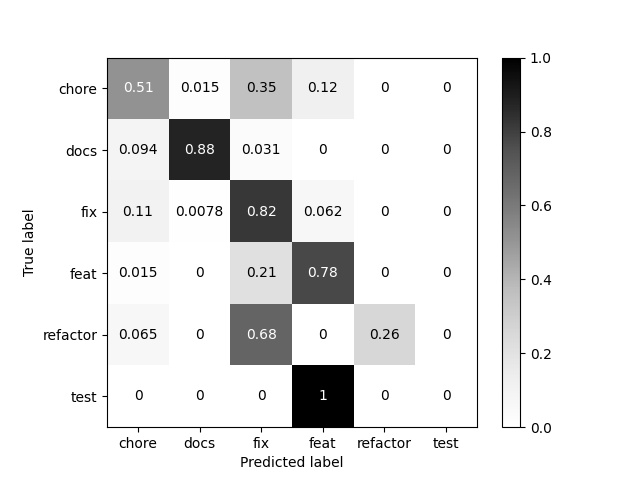 chore 0.51 0.015 0.35 0.12 0 0 1.0
docs 0.094 0.88 0.031 0 0 0 0.8
fix 0.11 0.0078 0.82 0.062 0 0 0.6
feat 0.015 0 0.21 0.78 0 0 0.4
refactor 0.065 0 0.68 0 0.26 0 0.2
test 0 0 0 1 0 0 0.0
chore docs fix feat refactor test
Predicted label
True label